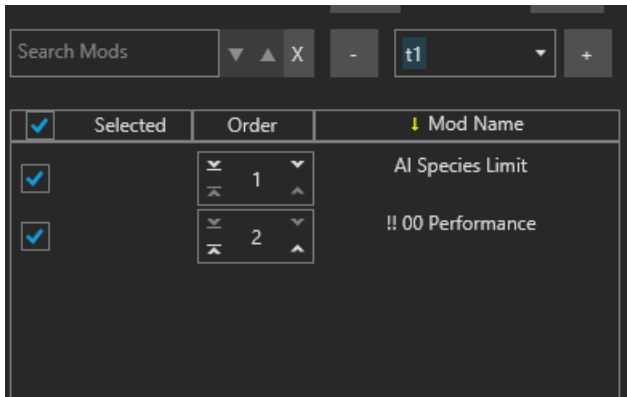 Search Mods ▼ ▲ X - t1 +
Selected Order ↓ Mod Name
1 AI Species Limit
2 !! 00 Performance